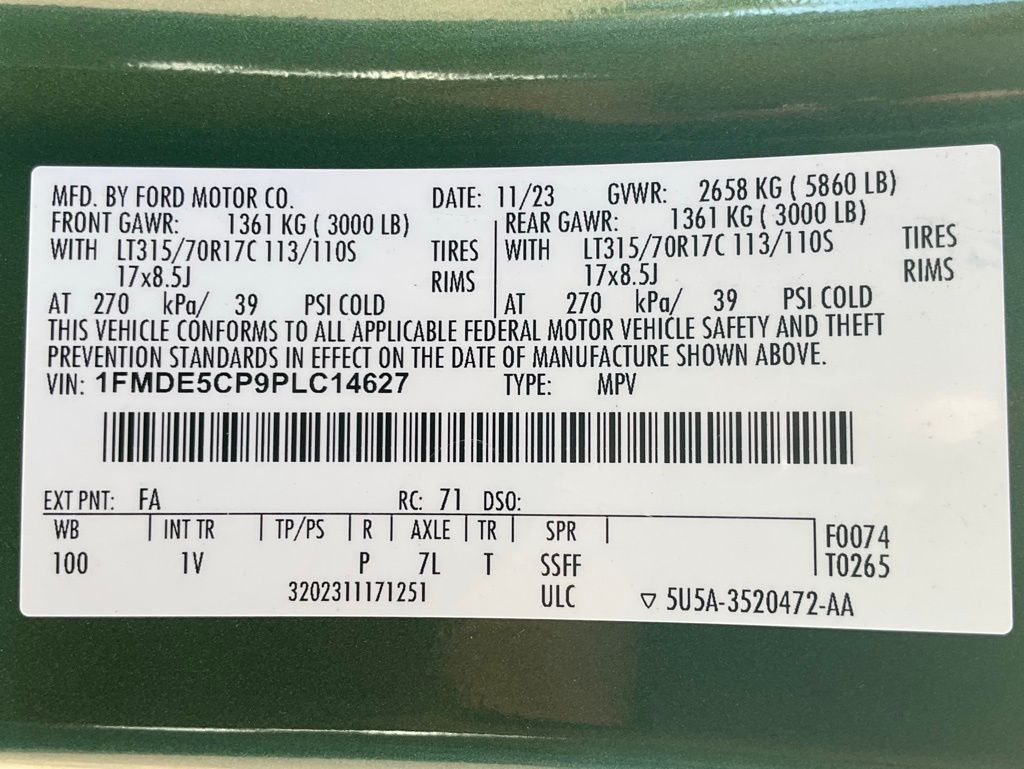 MFD. BY FORD MOTOR CO. DATE: 11/23 GVWR: 2658 KG ( 5860 LB)
FRONT GAWR: 1361 KG ( 3000 LB) REAR GAWR: 1361 KG ( 3000 LB)
WITH LT315/70R17C 113/110S TIRES WITH LT315/70R17C 113/110S TIRES
17x8.5J RIMS 17x8.5J RIMS
AT 270 kPa/ 39 PSI COLD AT 270 kPa/ 39 PSI COLD
THIS VEHICLE CONFORMS TO ALL APPLICABLE FEDERAL MOTOR VEHICLE SAFETY AND THEFT
PREVENTION STANDARDS IN EFFECT ON THE DATE OF MANUFACTURE SHOWN ABOVE.
VIN: 1FMDE5CP9PLC14627 TYPE: MPV
EXT PNT: FA RC: 71 DSO:
WB INT TR TP/PS R AXLE TR SPR F0074
100 1V P 7L T SSFF T0265
3202311171251 ULC ▽ 5U5A-3520472-AA